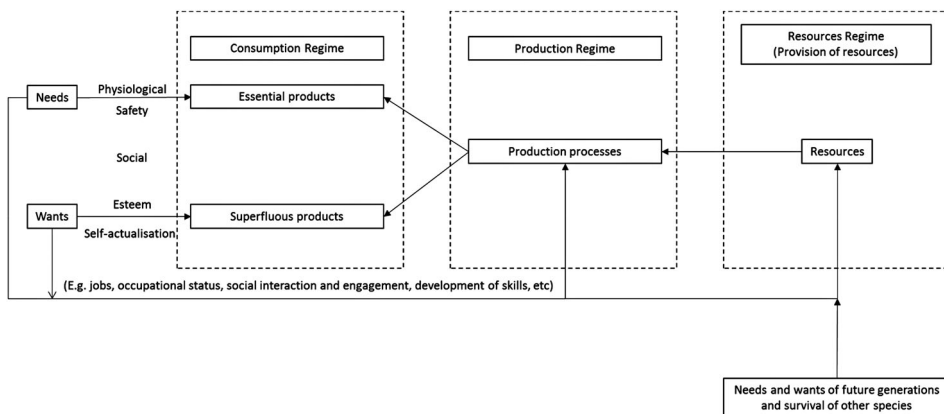 Consumption Regime
Production Regime
Resources Regime
(Provision of resources)
Needs
Physiological
Safety
Essential products
Social
Production processes
Resources
Wants
Esteem
Self-actualisation
Superfluous products
(E.g. jobs, occupational status, social interaction and engagement, development of skills, etc)
Needs and wants of future generations
and survival of other species